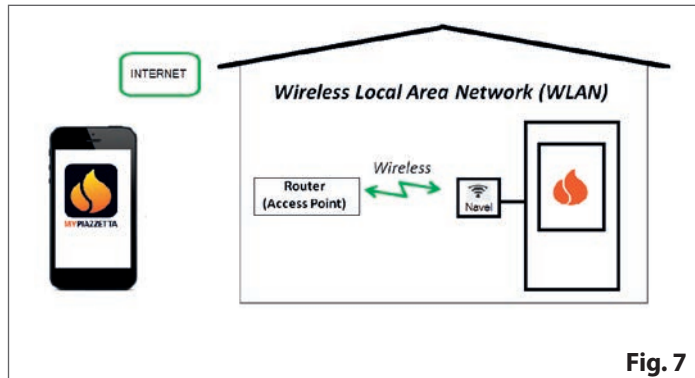 INTERNET
Wireless Local Area Network (WLAN)
MYPIAZZETTA
Wireless
Router
(Access Point)
Navel
Fig. 7